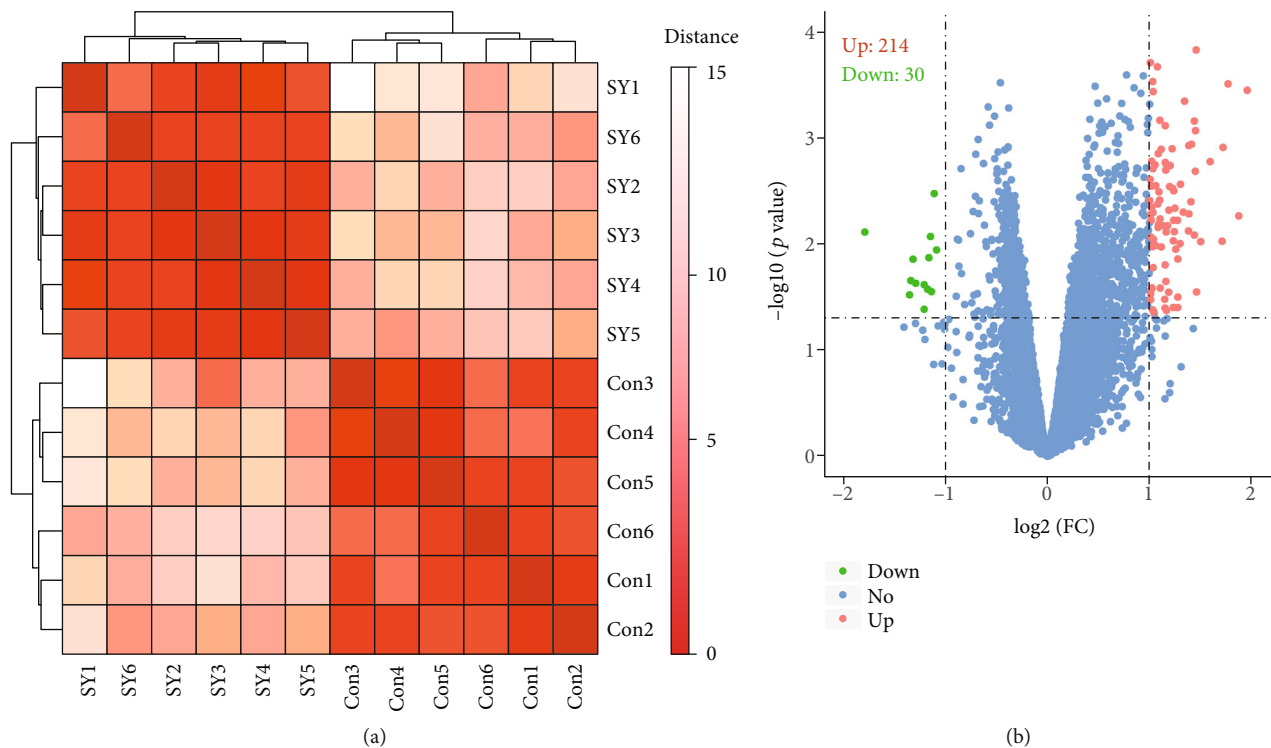 Distance
15
10
5
0
SY1
SY6
SY2
SY3
SY4
SY5
Con3
Con4
Con5
Con6
Con1
Con2
SY1 SY6 SY2 SY3 SY4 SY5 Con3 Con4 Con5 Con6 Con1 Con2
(a)
Up: 214
Down: 30
4
3
2
1
0
−log10 (p value)
−2 −1 0 1 2
log2 (FC)
Down
No
Up
(b)